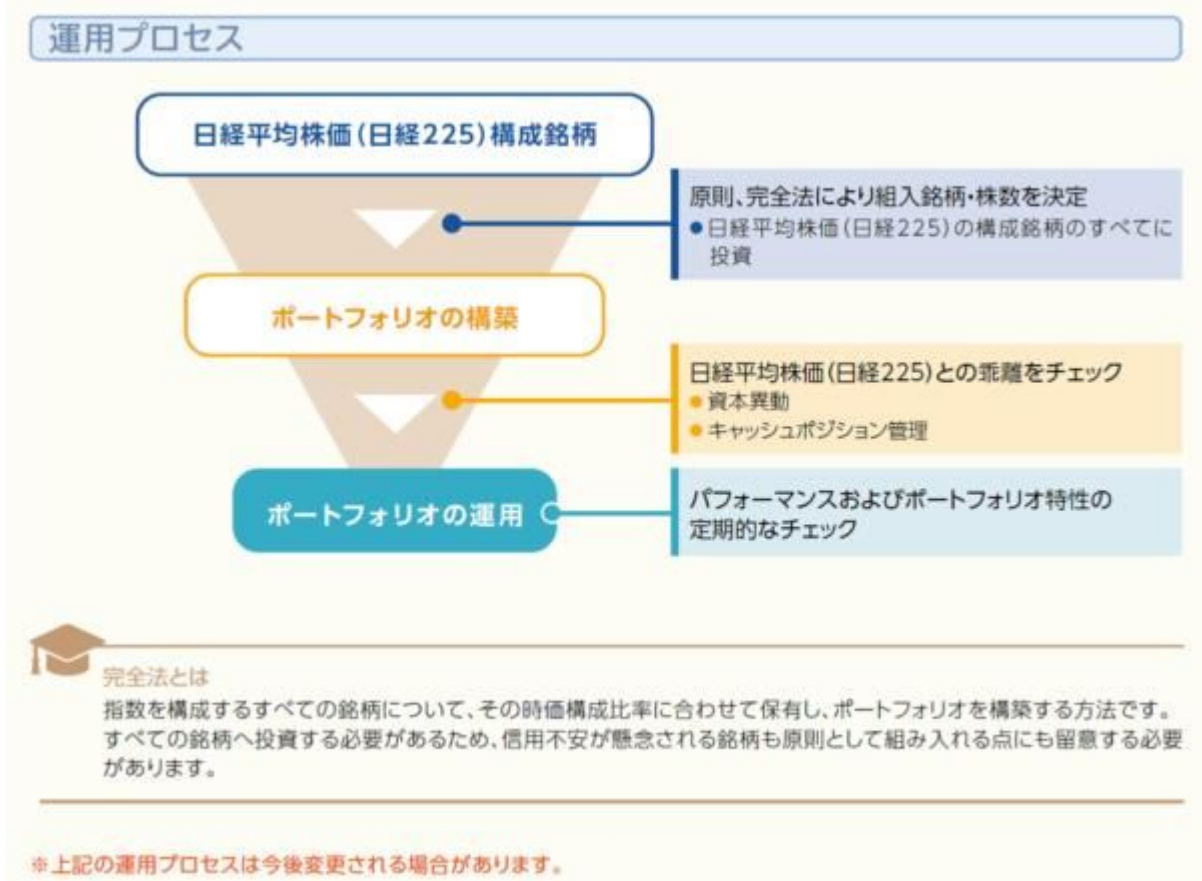 運用プロセス
日経平均株価(日経225)構成銘柄
原則、完全法により組入銘柄・株数を決定
●日経平均株価(日経225)の構成銘柄のすべてに
投資
ポートフォリオの構築
日経平均株価(日経225)との乖離をチェック
●資本異動
●キャッシュポジション管理
ポートフォリオの運用
パフォーマンスおよびポートフォリオ特性の
定期的なチェック
完全法とは
指数を構成するすべての銘柄について、その時価構成比率に合わせて保有し、ポートフォリオを構築する方法です。
すべての銘柄へ投資する必要があるため、信用不安が懸念される銘柄も原則として組み入れる点にも留意する必要
があります。
※上記の運用プロセスは今後変更される場合があります。